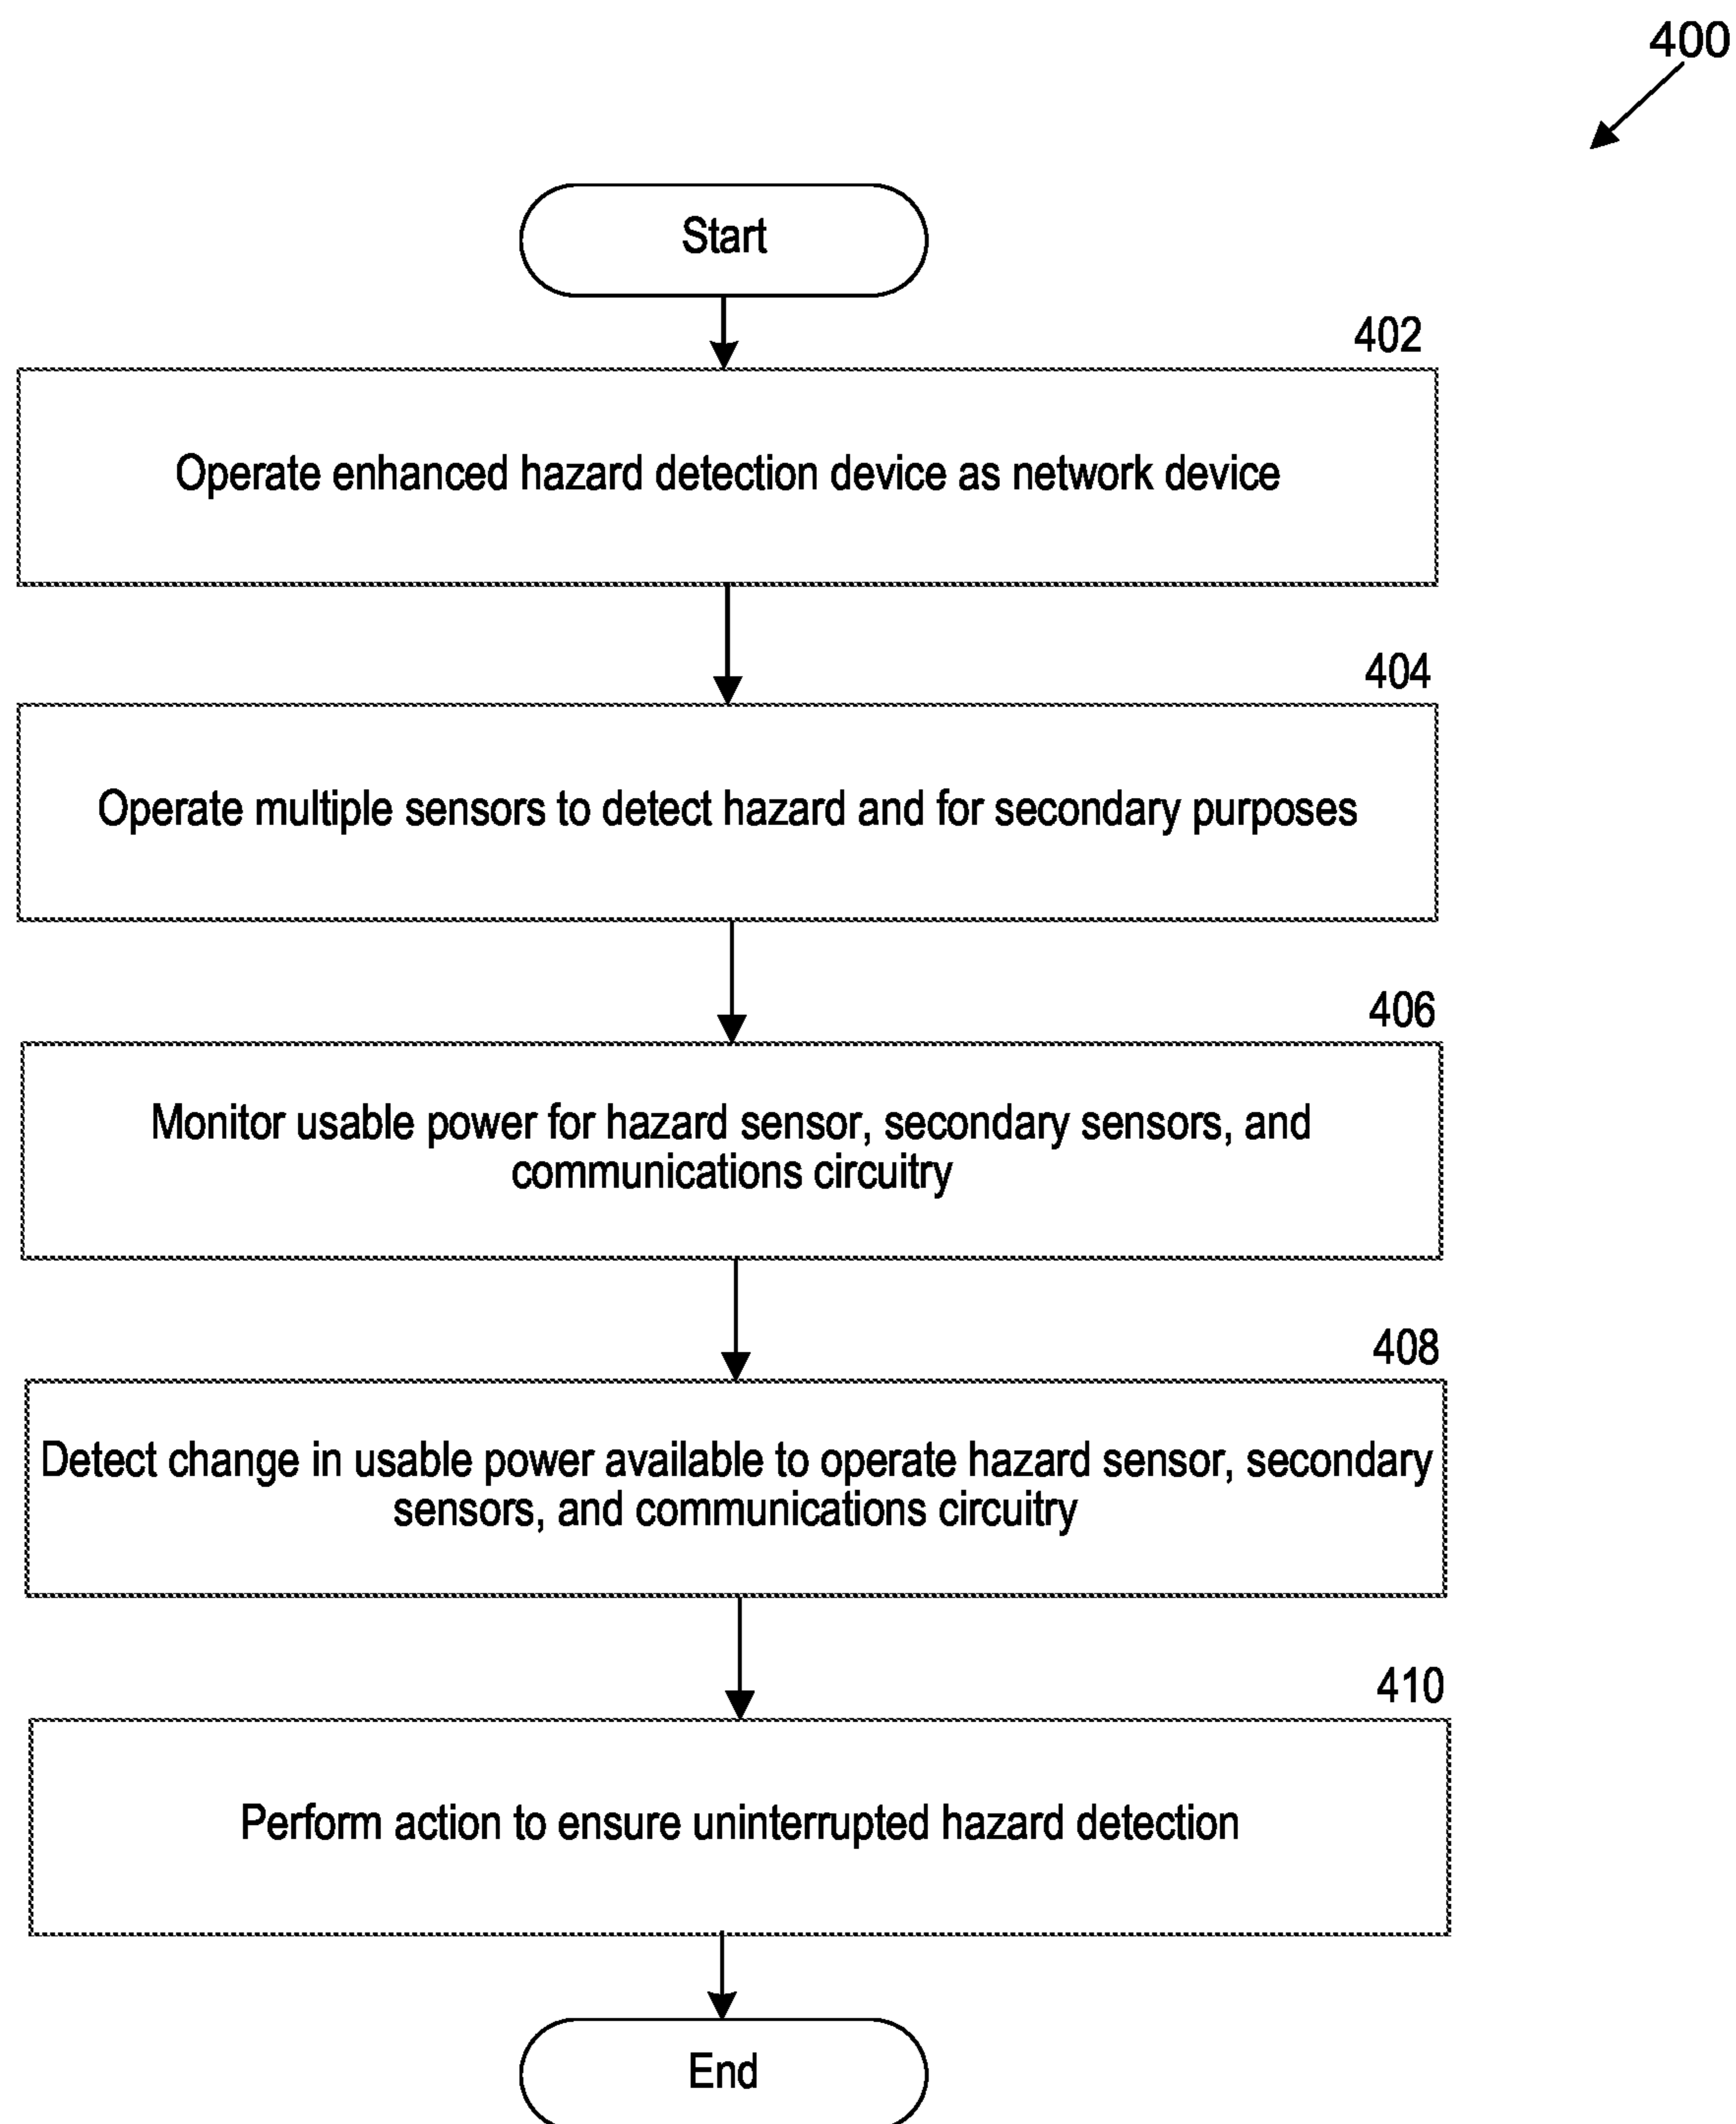 400
Start
402
Operate enhanced hazard detection device as network device
404
Operate multiple sensors to detect hazard and for secondary purposes
406
Monitor usable power for hazard sensor, secondary sensors, and
communications circuitry
408
Detect change in usable power available to operate hazard sensor, secondary
sensors, and communications circuitry
410
Perform action to ensure uninterrupted hazard detection
End